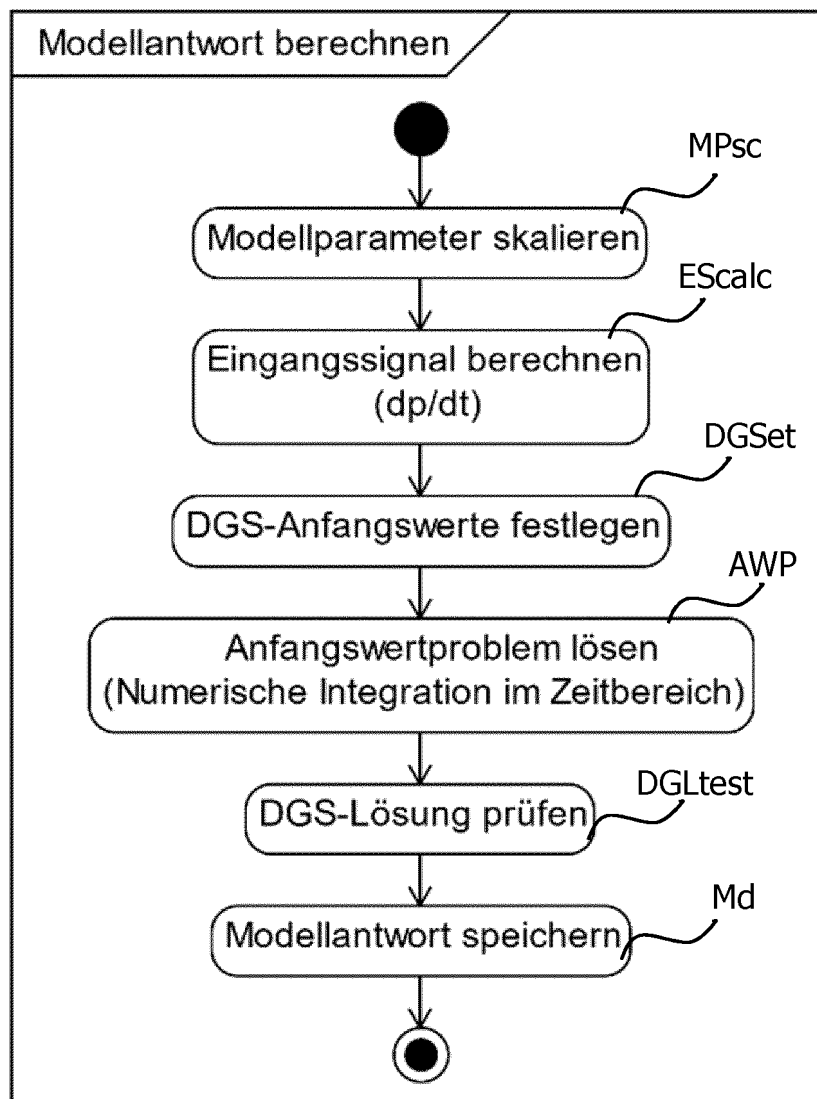 Modellantwort berechnen
MPsc
Modellparameter skalieren
EScalc
Eingangssignal berechnen
(dp/dt)
DGSet
DGS-Anfangswerte festlegen
AWP
Anfangswertproblem lösen
(Numerische Integration im Zeitbereich)
DGLtest
DGS-Lösung prüfen
Md
Modellantwort speichern